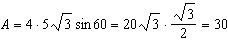 A = 4 · 5√3 sin 60 = 20√3 · √3/2 = 30